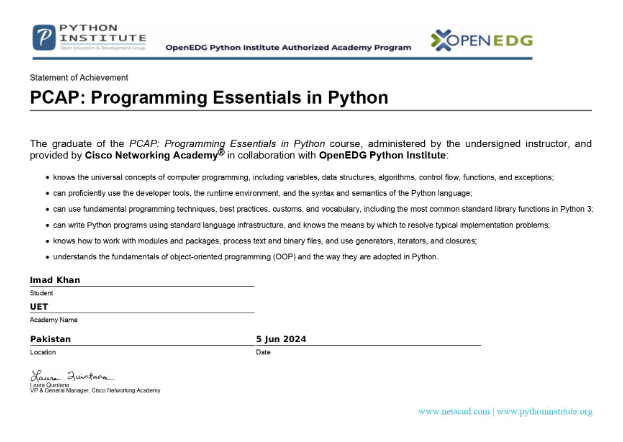 PYTHON
INSTITUTE
Open Education & Development Group
OpenEDG Python Institute Authorized Academy Program
OPENEDG
Statement of Achievement
PCAP: Programming Essentials in Python
The graduate of the PCAP: Programming Essentials in Python course, administered by the undersigned instructor, and
provided by Cisco Networking Academy® in collaboration with OpenEDG Python Institute:
• knows the universal concepts of computer programming, including variables, data structures, algorithms, control flow, functions, and exceptions;
• can proficiently use the developer tools, the runtime environment, and the syntax and semantics of the Python language;
• can use fundamental programming techniques, best practices, customs, and vocabulary, including the most common standard library functions in Python 3;
• can write Python programs using standard language infrastructure, and knows the means by which to resolve typical implementation problems;
• knows how to work with modules and packages, process text and binary files, and use generators, iterators, and closures;
• understands the fundamentals of object-oriented programming (OOP) and the way they are adopted in Python.
Imad Khan
Student
UET
Academy Name
Pakistan 5 Jun 2024
Location Date
Laura Quintana
Laura Quintana
VP & General Manager, Cisco Networking Academy
www.netacad.com | www.pythoninstitute.org